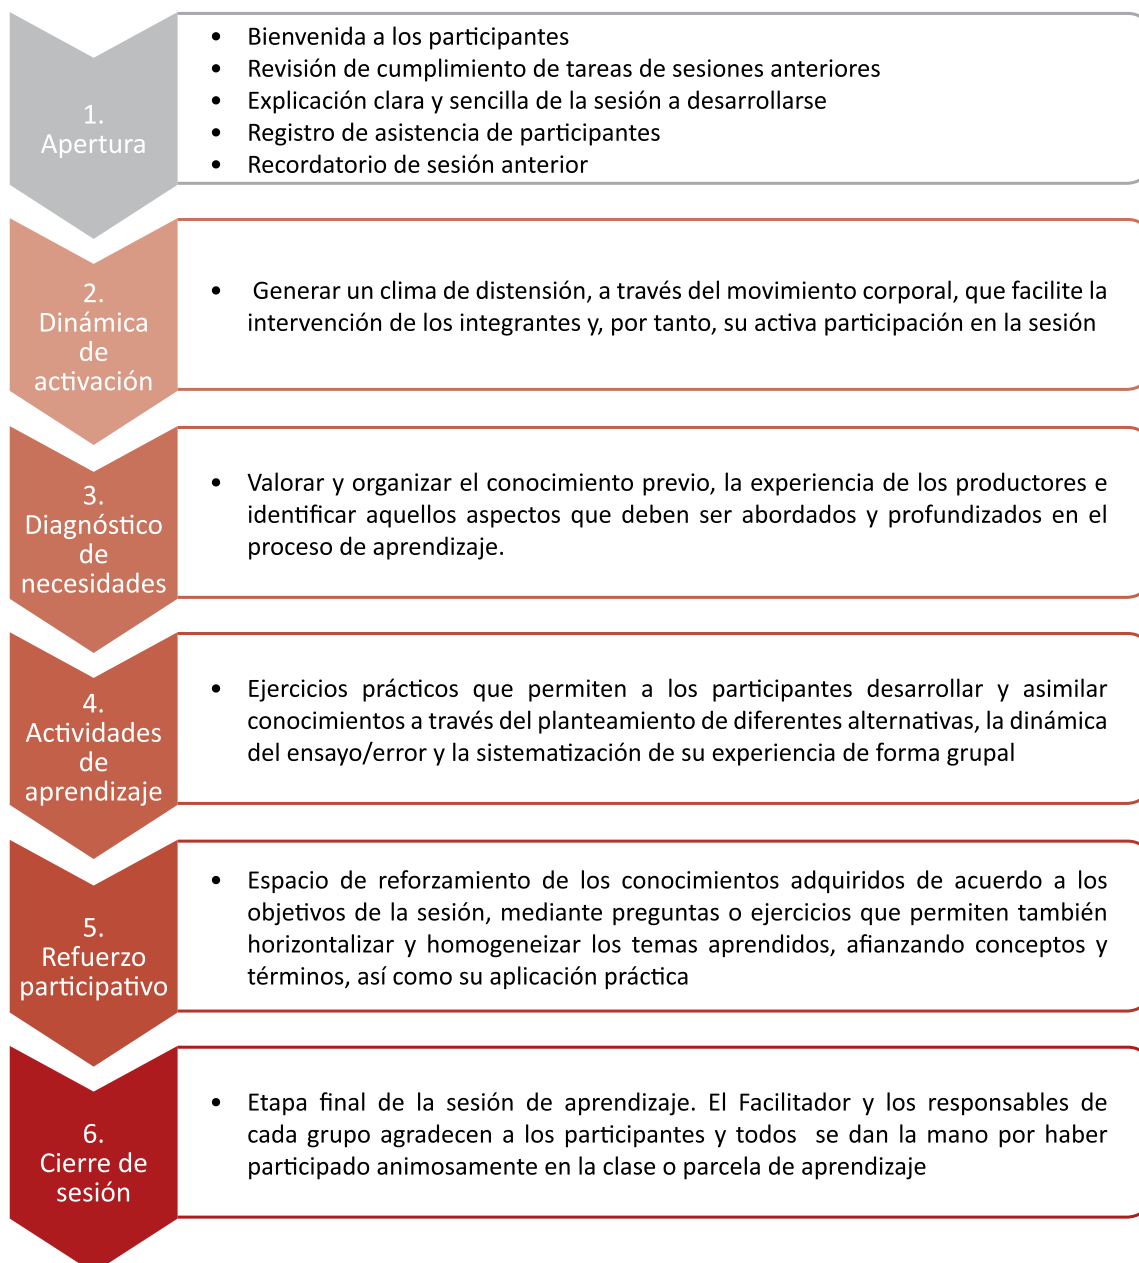 1.
Apertura
• Bienvenida a los participantes
• Revisión de cumplimiento de tareas de sesiones anteriores
• Explicación clara y sencilla de la sesión a desarrollarse
• Registro de asistencia de participantes
• Recordatorio de sesión anterior
2.
Dinámica
de
activación
• Generar un clima de distensión, a través del movimiento corporal, que facilite la
intervención de los integrantes y, por tanto, su activa participación en la sesión
3.
Diagnóstico
de
necesidades
• Valorar y organizar el conocimiento previo, la experiencia de los productores e
identificar aquellos aspectos que deben ser abordados y profundizados en el
proceso de aprendizaje.
4.
Actividades
de
aprendizaje
• Ejercicios prácticos que permiten a los participantes desarrollar y asimilar
conocimientos a través del planteamiento de diferentes alternativas, la dinámica
del ensayo/error y la sistematización de su experiencia de forma grupal
5.
Refuerzo
participativo
• Espacio de reforzamiento de los conocimientos adquiridos de acuerdo a los
objetivos de la sesión, mediante preguntas o ejercicios que permiten también
horizontalizar y homogeneizar los temas aprendidos, afianzando conceptos y
términos, así como su aplicación práctica
6.
Cierre de
sesión
• Etapa final de la sesión de aprendizaje. El Facilitador y los responsables de
cada grupo agradecen a los participantes y todos se dan la mano por haber
participado animosamente en la clase o parcela de aprendizaje